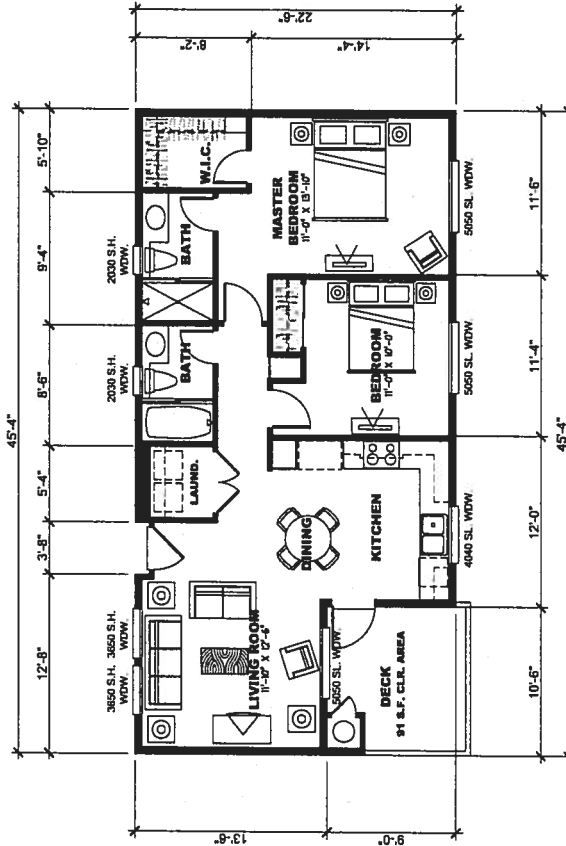 22'-6"
8'-2"
14'-4"
45'-4"
5'-10"
9'-4"
8'-6"
5'-4"
3'-8"
12'-8"
2030 S.H.
WDW.
2030 S.H.
WDW.
3650 S.H.
WDW.
3650 S.H.
WDW.
W.I.C.
BATH
BATH
LAUND.
MASTER
BEDROOM
11'-0" X 13'-10"
BEDROOM
11'-0" X 10'-0"
DINING
KITCHEN
LIVING ROOM
11'-10" X 12'-6"
5050 SL. WDW.
DECK
91 S.F. CLR. AREA
5050 SL. WDW.
5050 SL. WDW.
4040 SL. WDW.
11'-6"
11'-4"
12'-0"
10'-6"
45'-4"
13'-6"
9'-0"